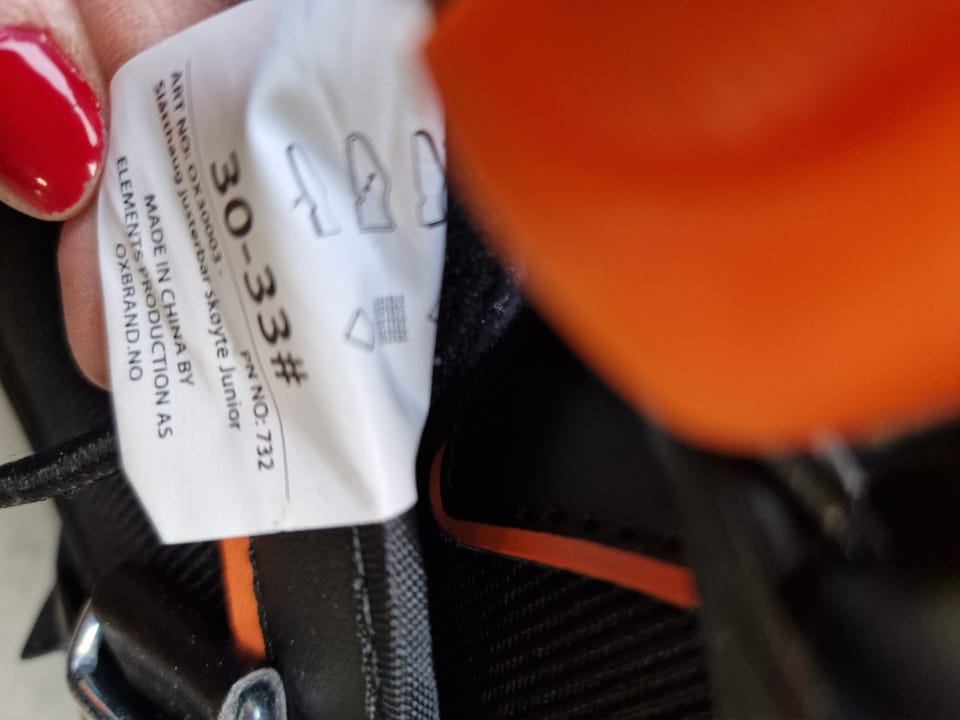 30-33#
PN NO: 732
ART NO: OX30003 -
Slåtthaug Justerbar skøyte Junior
MADE IN CHINA BY
ELEMENTS PRODUCTION AS
OXBRAND.NO